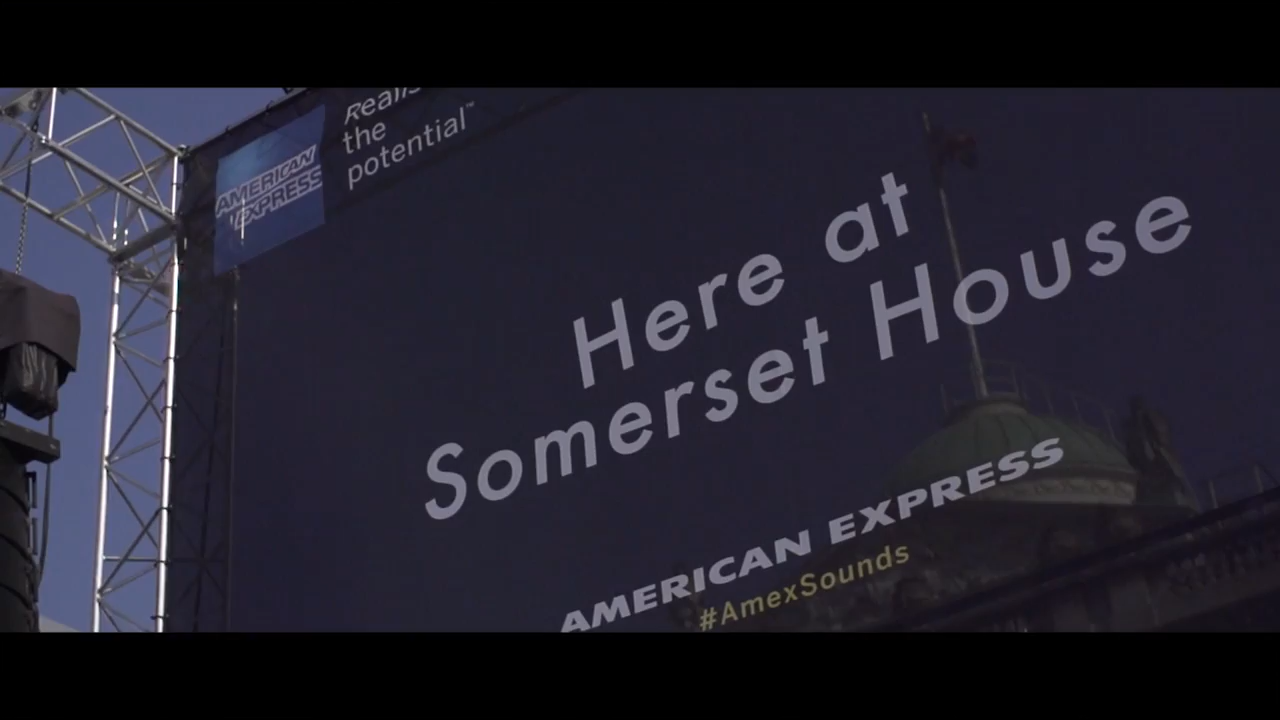 AMERICAN
EXPRESS
the
potential™
Here at
Somerset House
AMERICAN EXPRESS
#AmexSounds